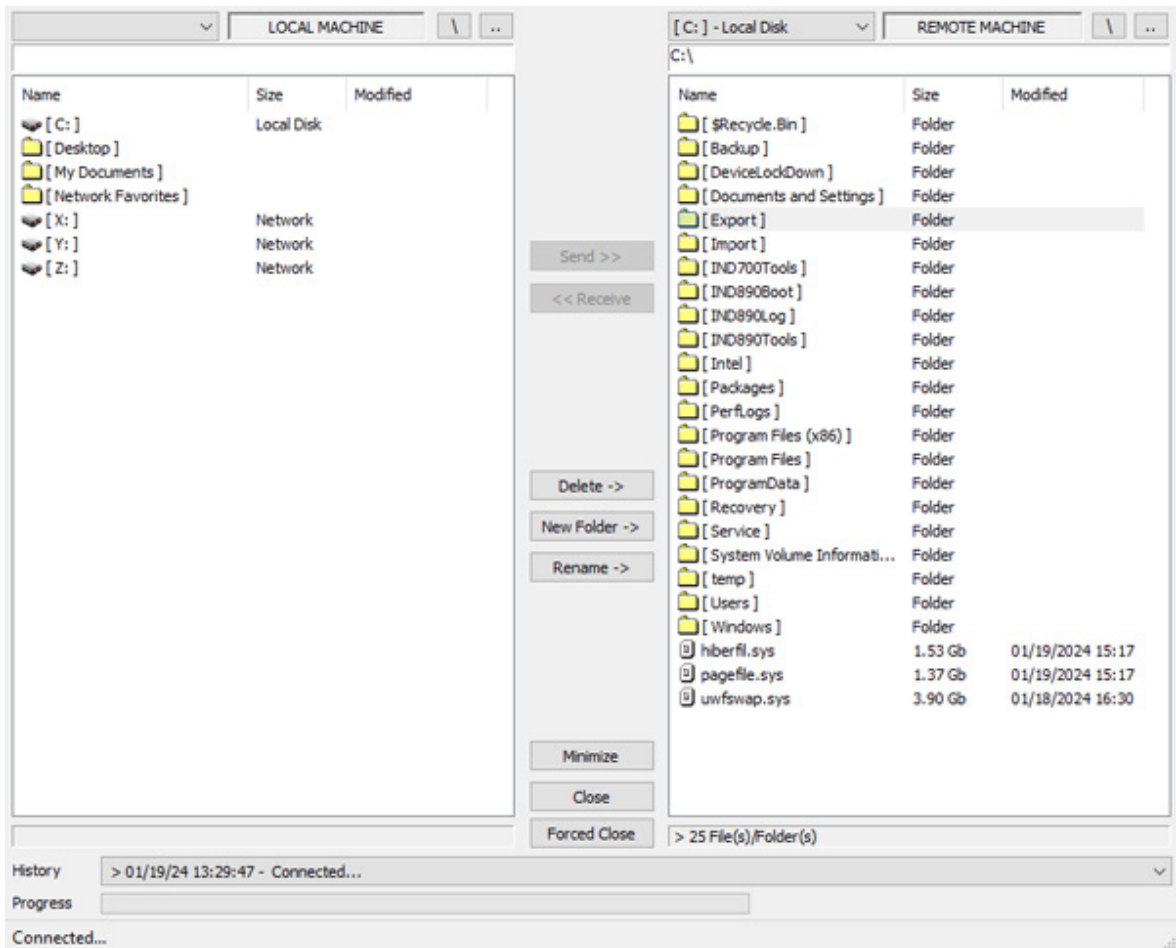 LOCAL MACHINE \ ..
Name Size Modified
[ C: ] Local Disk
[ Desktop ]
[ My Documents ]
[ Network Favorites ]
[ X: ] Network
[ Y: ] Network
[ Z: ] Network
Send >>
<< Receive
Delete ->
New Folder ->
Rename ->
Minimize
Close
Forced Close
[ C: ] - Local Disk REMOTE MACHINE \ ..
C:\
Name Size Modified
[ $Recycle.Bin ] Folder
[ Backup ] Folder
[ DeviceLockDown ] Folder
[ Documents and Settings ] Folder
[ Export ] Folder
[ Import ] Folder
[ IND700Tools ] Folder
[ IND890Boot ] Folder
[ IND890Log ] Folder
[ IND890Tools ] Folder
[ Intel ] Folder
[ Packages ] Folder
[ PerfLogs ] Folder
[ Program Files (x86) ] Folder
[ Program Files ] Folder
[ ProgramData ] Folder
[ Recovery ] Folder
[ Service ] Folder
[ System Volume Informati... Folder
[ temp ] Folder
[ Users ] Folder
[ Windows ] Folder
hiberfil.sys 1.53 Gb 01/19/2024 15:17
pagefile.sys 1.37 Gb 01/19/2024 15:17
uwfswap.sys 3.90 Gb 01/18/2024 16:30
> 25 File(s)/Folder(s)
History > 01/19/24 13:29:47 - Connected...
Progress
Connected...